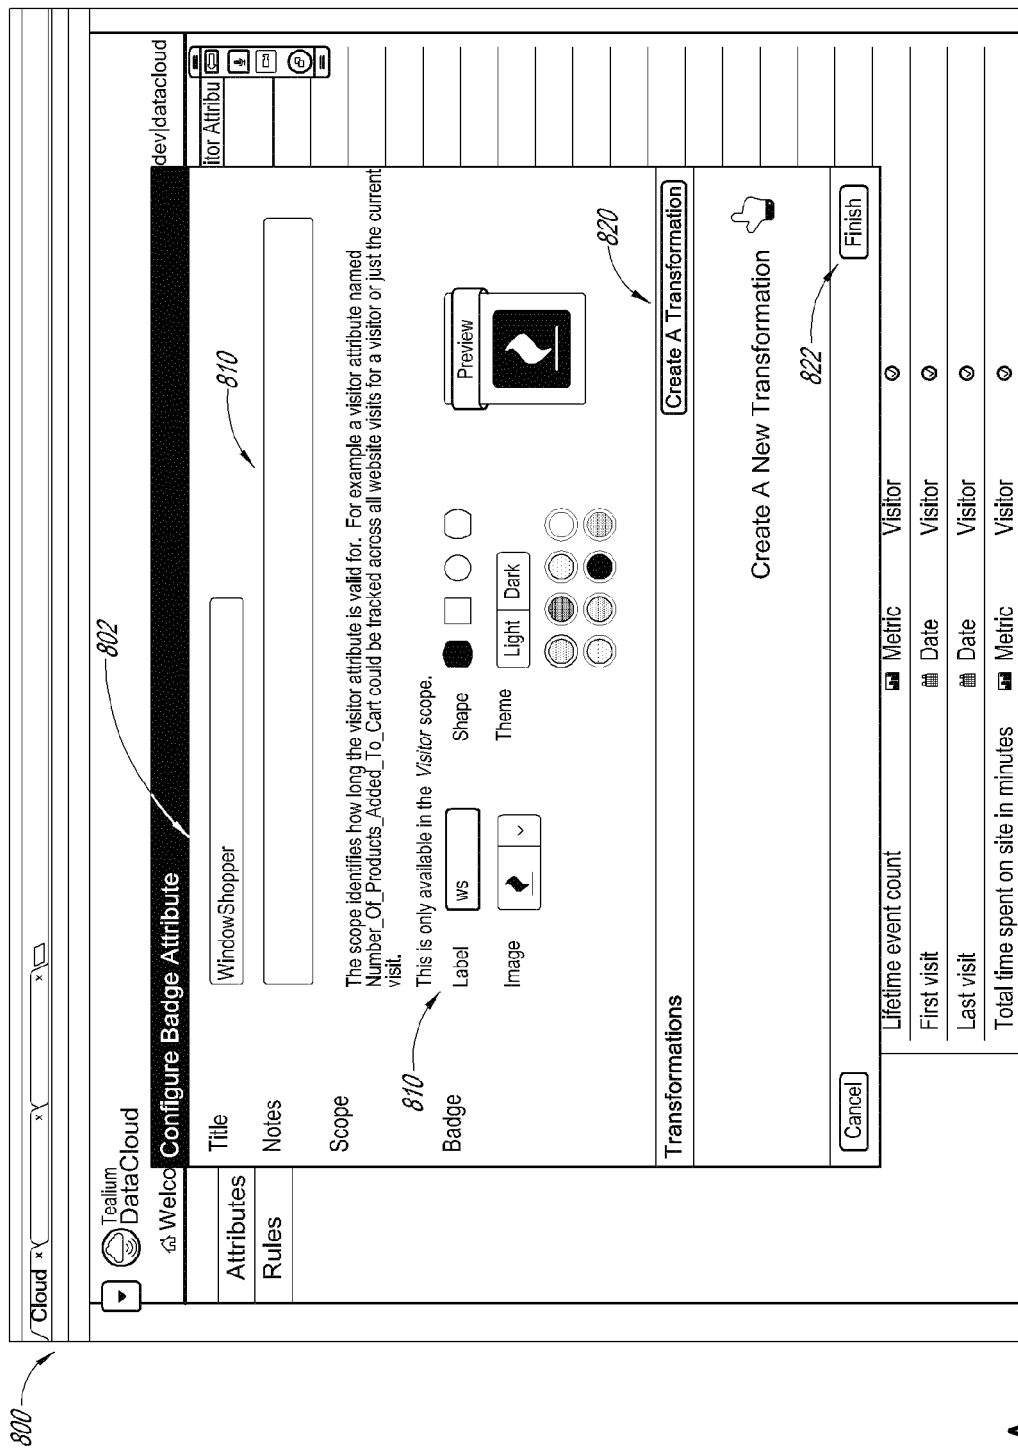 800
Cloud x
x
x
Tealium
DataCloud
Welco
dev|datacloud
Attributes
Rules
itor Attribu
Configure Badge Attribute
802
Title
WindowShopper
Notes
810
Scope
The scope identifies how long the visitor attribute is valid for. For example a visitor attribute named
Number_Of_Products_Added_To_Cart could be tracked across all website visits for a visitor or just the current
visit.
This is only available in the Visitor scope.
810
Badge
Label
ws
Shape
Preview
Image
Theme
Light
Dark
820
Transformations
Create A Transformation
Create A New Transformation
822
Cancel
Finish
Lifetime event count Metric Visitor
First visit Date Visitor
Last visit Date Visitor
Total time spent on site in minutes Metric Visitor